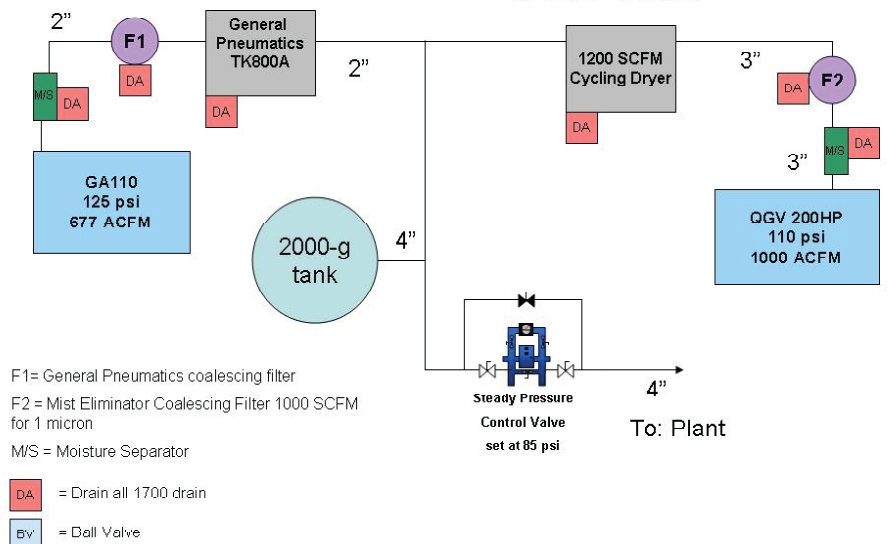 2”
F1
DA
General
Pneumatics
TK800A
DA
2”
M/S
DA
GA110
125 psi
677 ACFM
1200 SCFM
Cycling Dryer
DA
3”
DA
F2
3”
M/S
DA
QGV 200HP
110 psi
1000 ACFM
2000-g
tank
4”
Steady Pressure
Control Valve
set at 85 psi
4”
To: Plant
F1= General Pneumatics coalescing filter
F2 = Mist Eliminator Coalescing Filter 1000 SCFM
for 1 micron
M/S = Moisture Separator
DA = Drain all 1700 drain
BV = Ball Valve